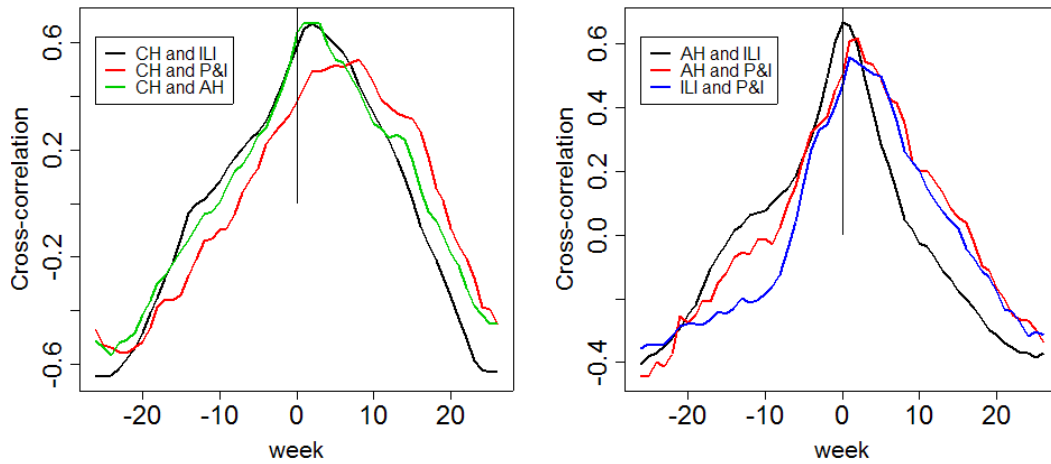 CH and ILI
CH and P&I
CH and AH
0.6
0.2
-0.2
-0.6
Cross-correlation
-20
-10
0
10
20
week
AH and ILI
AH and P&I
ILI and P&I
0.6
0.4
0.2
0.0
-0.4
Cross-correlation
-20
-10
0
10
20
week